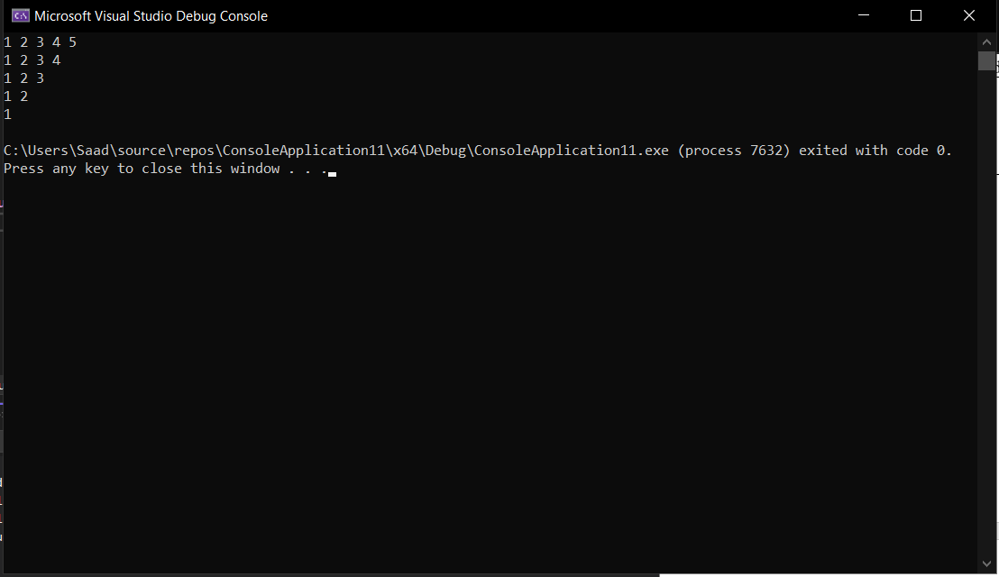 Microsoft Visual Studio Debug Console
1 2 3 4 5
1 2 3 4
1 2 3
1 2
1
C:\Users\Saad\source\repos\ConsoleApplication11\x64\Debug\ConsoleApplication11.exe (process 7632) exited with code 0.
Press any key to close this window . . .